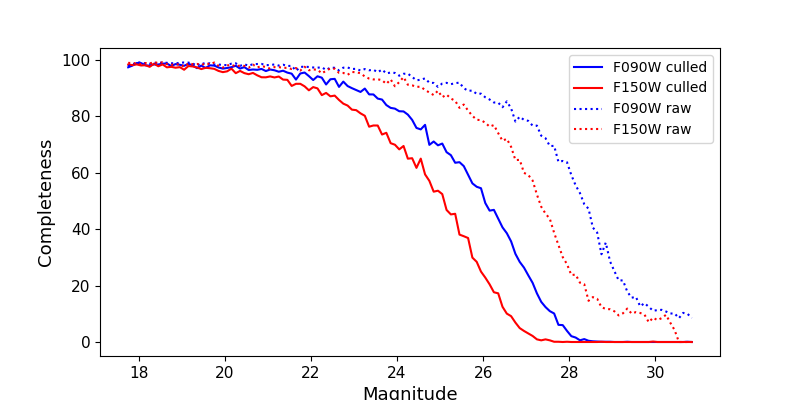 100
80
60
40
20
0
Completeness
18 20 22 24 26 28 30
Magnitude
F090W culled
F150W culled
F090W raw
F150W raw